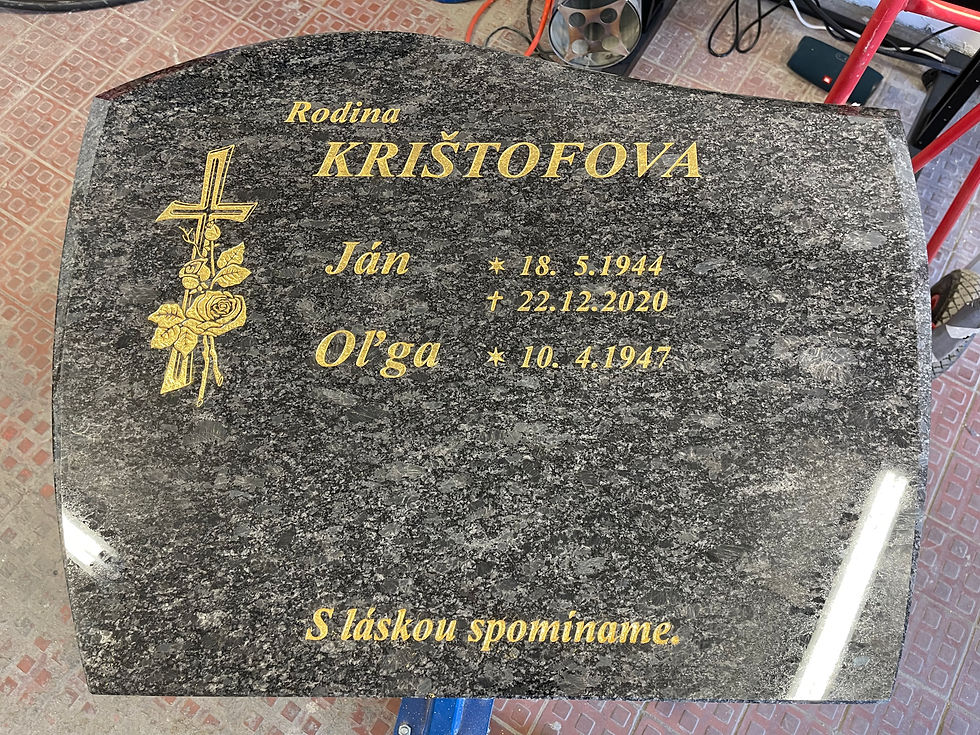 Rodina
KRIŠTOFOVA
Ján
✶ 18. 5.1944
† 22.12.2020
Oľga
✶ 10. 4.1947
S láskou spomíname.